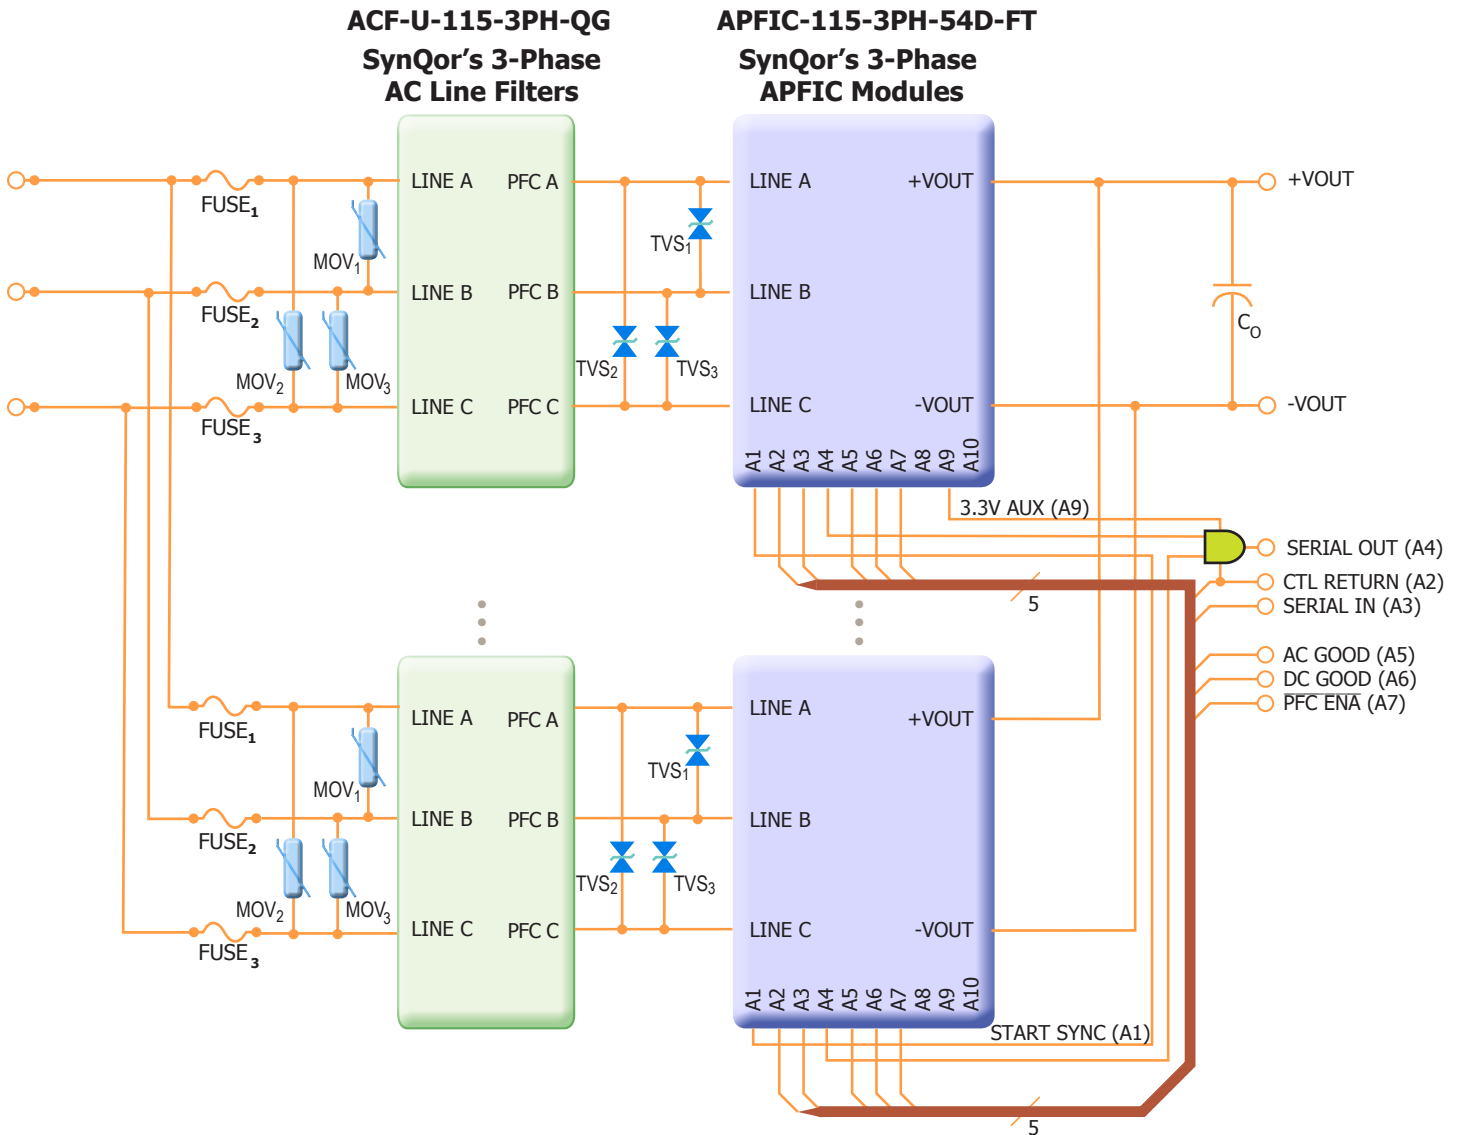 ACF-U-115-3PH-QG
SynQor's 3-Phase
AC Line Filters
APFIC-115-3PH-54D-FT
SynQor's 3-Phase
APFIC Modules
LINE A PFC A
LINE A +VOUT
+VOUT
FUSE1
MOV1
TVS1
LINE B PFC B
LINE B
FUSE2
CO
MOV2
MOV3
TVS2
TVS3
LINE C PFC C
LINE C -VOUT
-VOUT
FUSE3
A1 A2 A3 A4 A5 A6 A7 A8 A9 A10
3.3V AUX (A9)
SERIAL OUT (A4)
CTL RETURN (A2)
SERIAL IN (A3)
5
AC GOOD (A5)
DC GOOD (A6)
PFC ENA (A7)
LINE A PFC A
LINE A +VOUT
FUSE1
MOV1
TVS1
LINE B PFC B
LINE B
FUSE2
MOV2
MOV3
TVS2
TVS3
LINE C PFC C
LINE C -VOUT
FUSE3
A1 A2 A3 A4 A5 A6 A7 A8 A9 A10
START SYNC (A1)
5